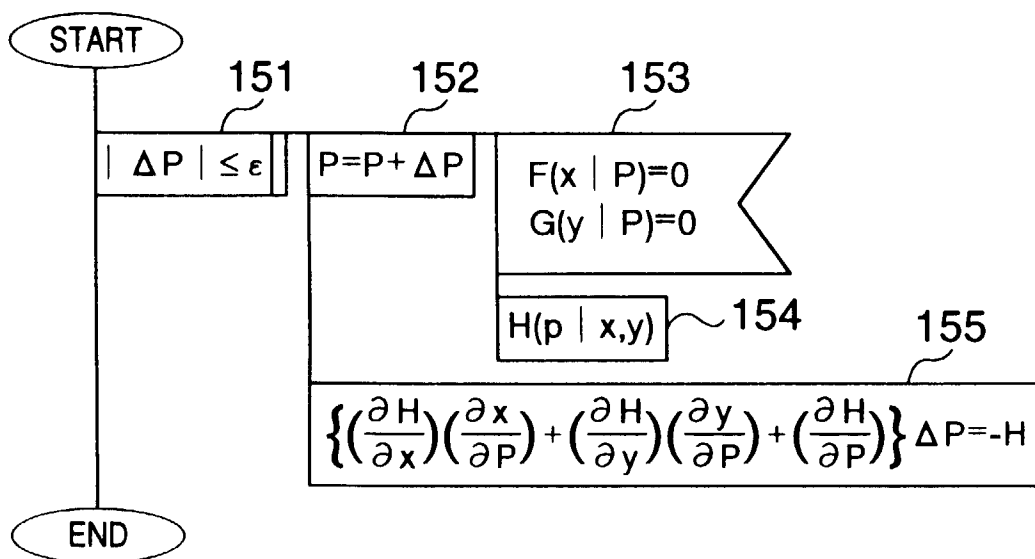 START
151
152
153
| ΔP | ≤ ε
P=P+ ΔP
F(x | P)=0
G(y | P)=0
H(p | x,y)
154
155
{(∂H/∂x)(∂x/∂P)+(∂H/∂y)(∂y/∂P)+(∂H/∂P)} ΔP=-H
END